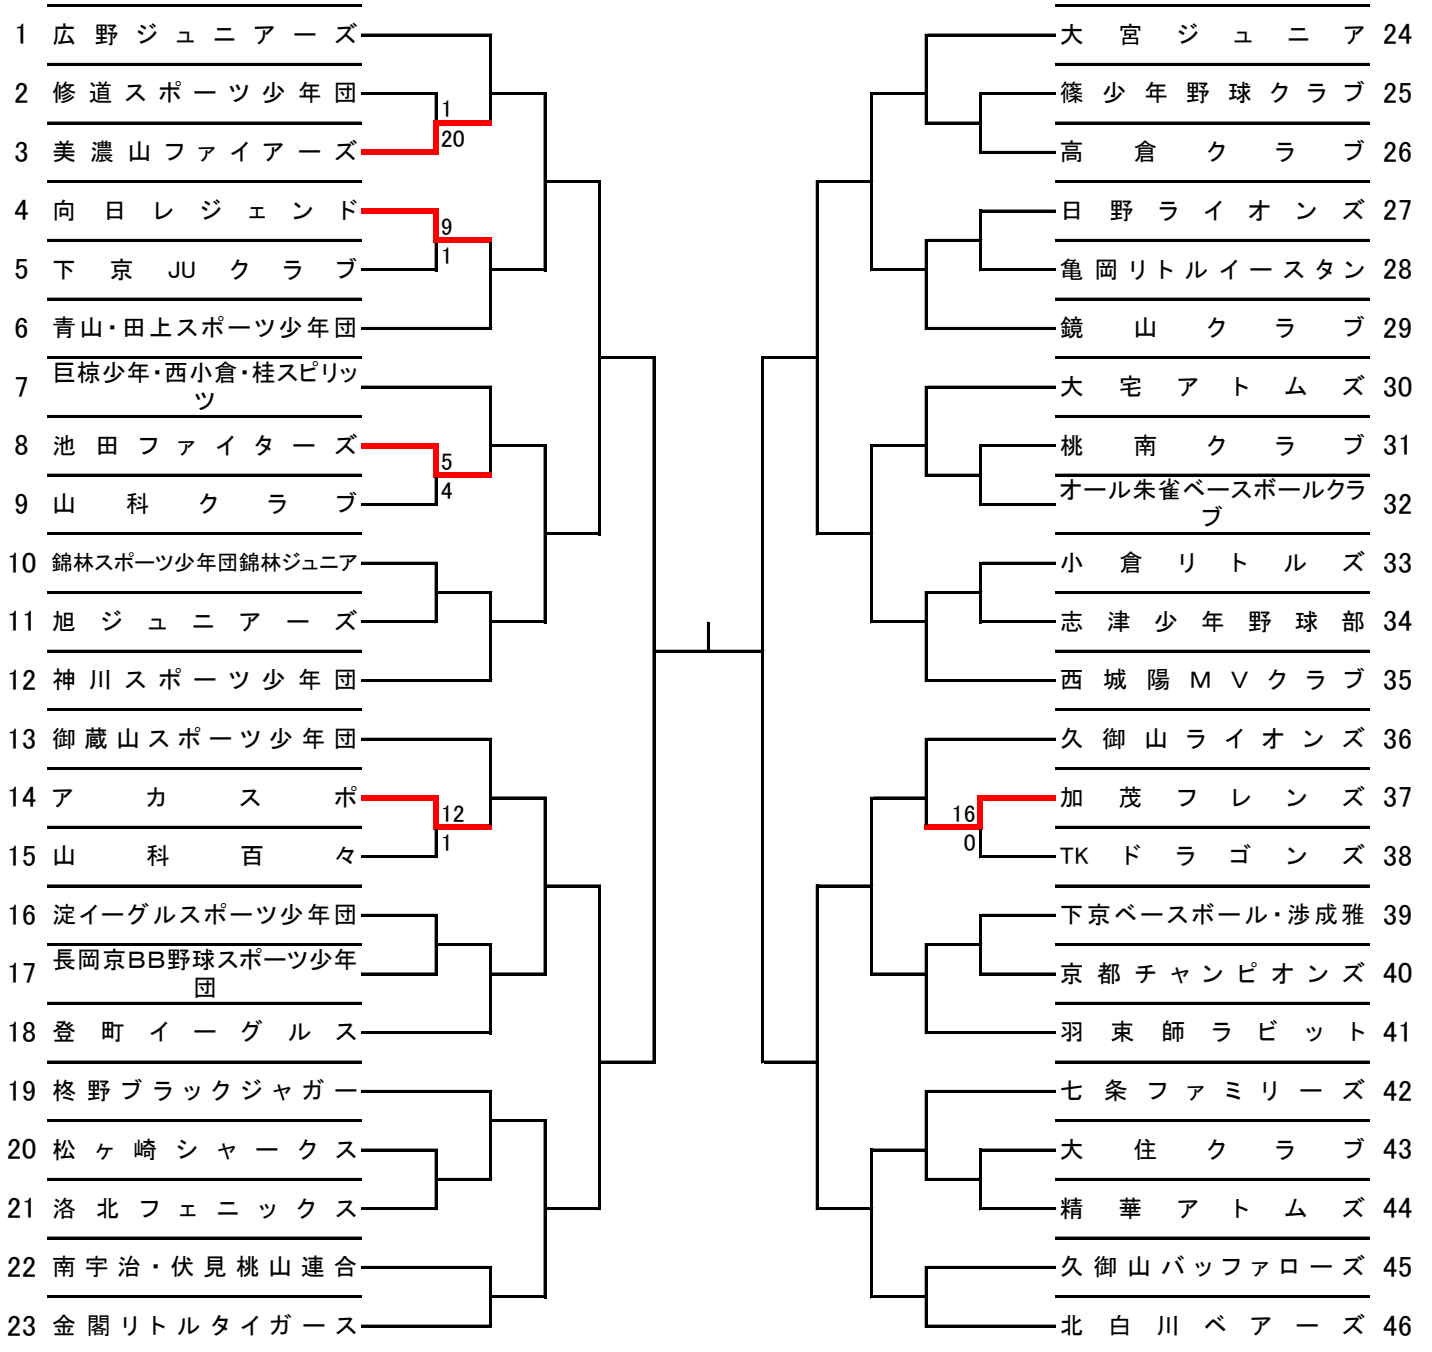 1 広野ジュニアーズ
2 修道スポーツ少年団
1
20
3 美濃山ファイアーズ
4 向日レジェンド
9
1
5 下京JUクラブ
6 青山・田上スポーツ少年団
7 巨椋少年・西小倉・桂スピリッ
ツ
8 池田ファイターズ
5
4
9 山科クラブ
10 錦林スポーツ少年団錦林ジュニア
11 旭ジュニアーズ
12 神川スポーツ少年団
13 御蔵山スポーツ少年団
14 アカスポ
12
1
15 山科百々
16 淀イーグルスポーツ少年団
17 長岡京BB野球スポーツ少年
団
18 登町イーグルス
19 柊野ブラックジャガー
20 松ヶ崎シャークス
21 洛北フェニックス
22 南宇治・伏見桃山連合
23 金閣リトルタイガース
大宮ジュニア 24
篠少年野球クラブ 25
高倉クラブ 26
日野ライオンズ 27
亀岡リトルイースタン 28
鏡山クラブ 29
大宅アトムズ 30
桃南クラブ 31
オール朱雀ベースボールクラ
ブ 32
小倉リトルズ 33
志津少年野球部 34
西城陽MVクラブ 35
久御山ライオンズ 36
加茂フレンズ 37
16
0
TKドラゴンズ 38
下京ベースボール・渉成雅 39
京都チャンピオンズ 40
羽束師ラビット 41
七条ファミリーズ 42
大住クラブ 43
精華アトムズ 44
久御山バッファローズ 45
北白川ベアーズ 46